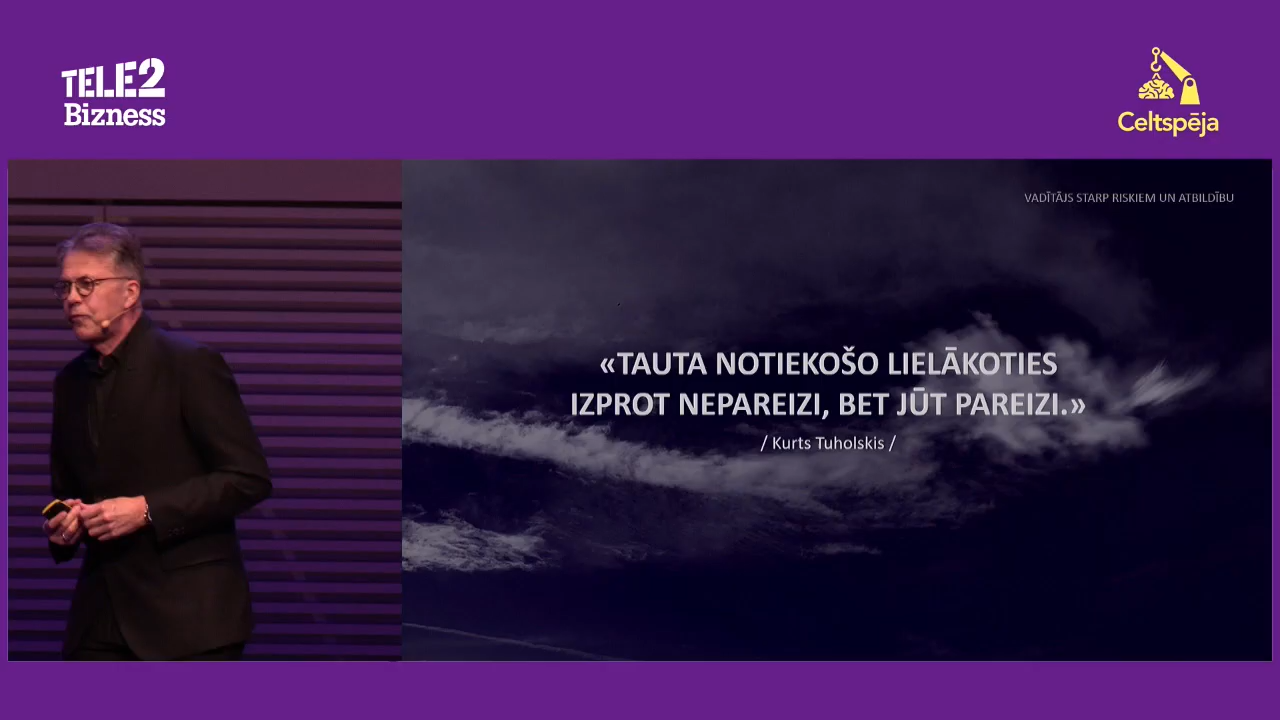 TELE2
Bizness
Celtspēja
VADĪTĀJS STARP RISKIEM UN ATBILDĪBU
«TAUTA NOTIEKOŠO LIELĀKOTIES
IZPROT NEPAREIZI, BET JŪT PAREIZI.»
/ Kurts Tuholskis /